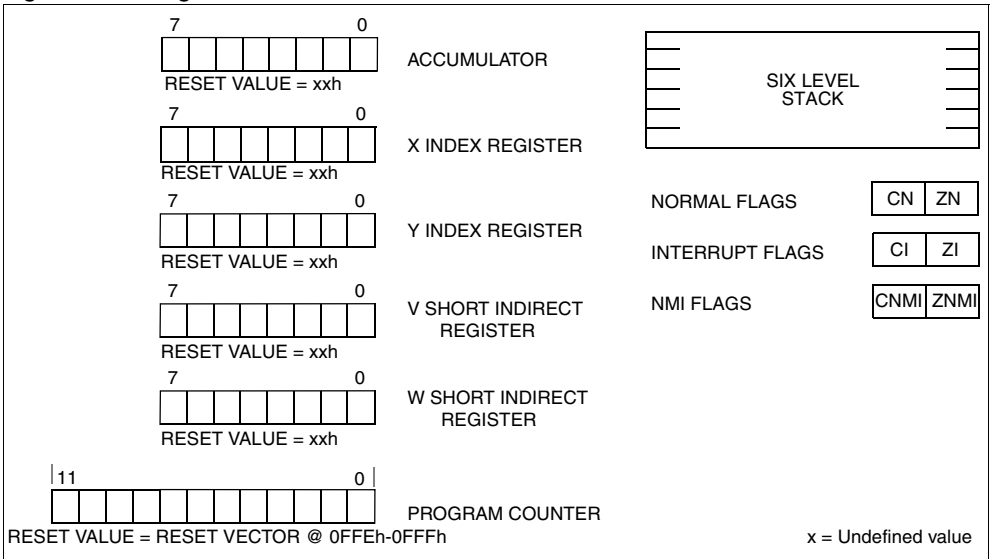 7 0
ACCUMULATOR
RESET VALUE = xxh
7 0
X INDEX REGISTER
RESET VALUE = xxh
7 0
Y INDEX REGISTER
RESET VALUE = xxh
7 0
V SHORT INDIRECT
REGISTER
RESET VALUE = xxh
7 0
W SHORT INDIRECT
REGISTER
RESET VALUE = xxh
11 0
PROGRAM COUNTER
RESET VALUE = RESET VECTOR @ 0FFEh-0FFFh
SIX LEVEL
STACK
NORMAL FLAGS CN ZN
INTERRUPT FLAGS CI ZI
NMI FLAGS CNMI ZNMI
x = Undefined value